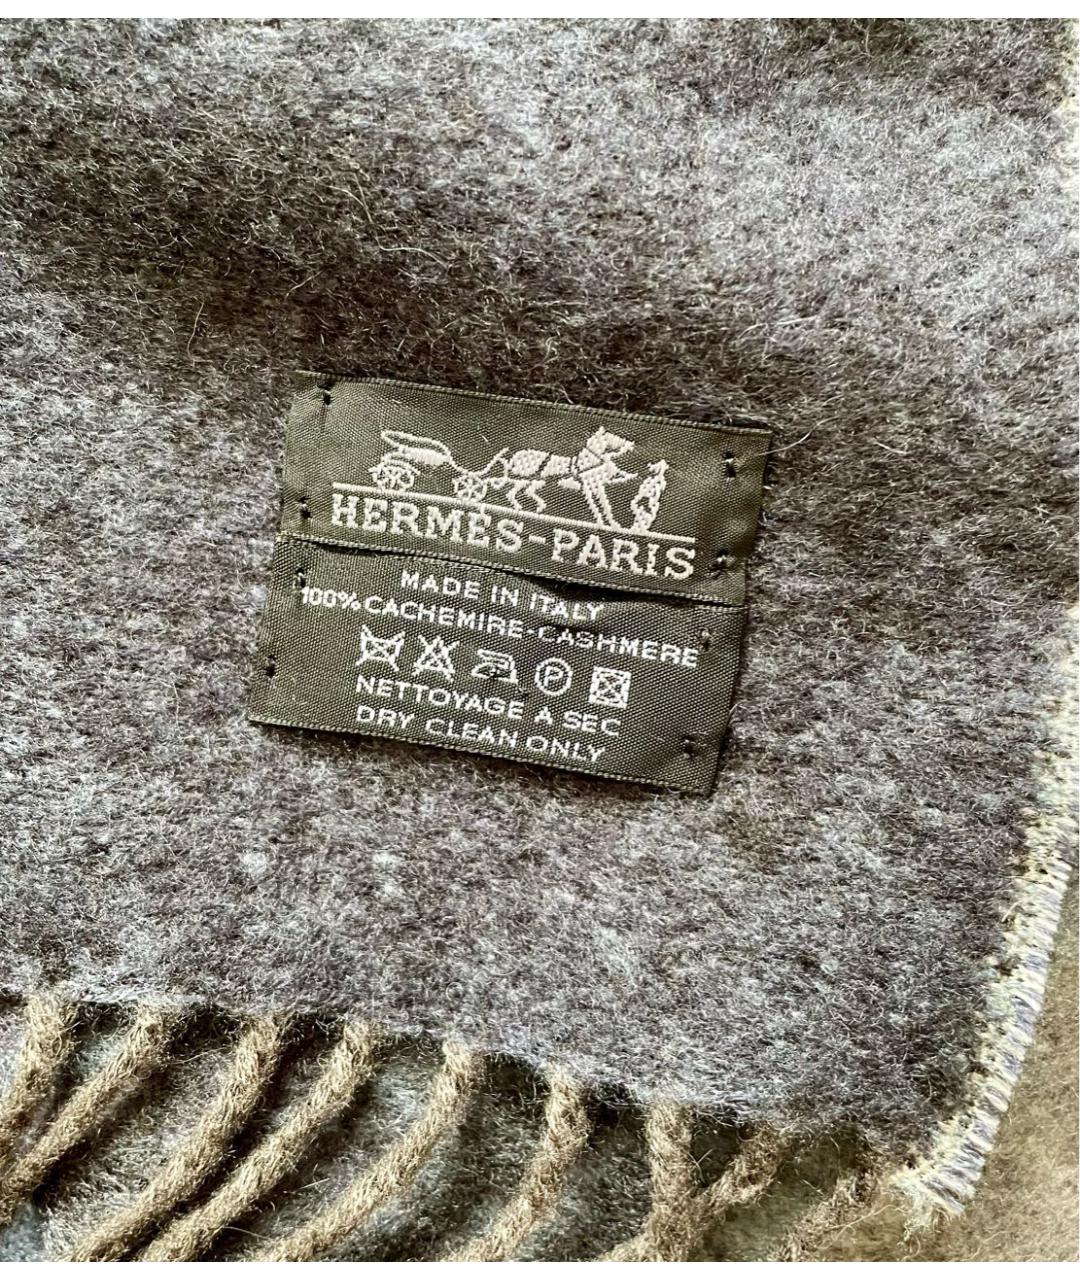 HERMÈS-PARIS
MADE IN ITALY
100% CACHEMIRE-CASHMERE
P
NETTOYAGE A SEC
DRY CLEAN ONLY